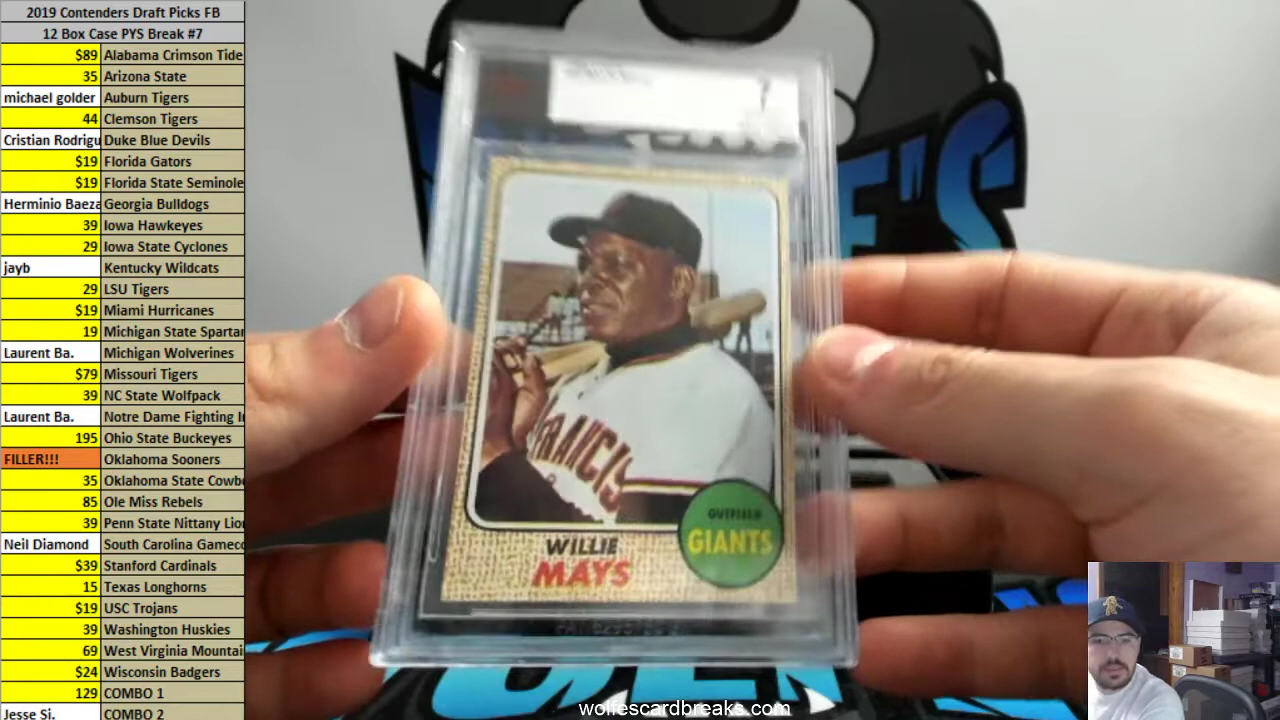 2019 Contenders Draft Picks FB
12 Box Case PYS Break #7
$89 Alabama Crimson Tide
35 Arizona State
michael golder Auburn Tigers
44 Clemson Tigers
Cristian Rodrigu Duke Blue Devils
$19 Florida Gators
$19 Florida State Seminole
Herminio Baeza Georgia Bulldogs
39 Iowa Hawkeyes
29 Iowa State Cyclones
jayb Kentucky Wildcats
29 LSU Tigers
$19 Miami Hurricanes
19 Michigan State Spartan
Laurent Ba. Michigan Wolverines
$79 Missouri Tigers
39 NC State Wolfpack
Laurent Ba. Notre Dame Fighting I
195 Ohio State Buckeyes
FILLER!!! Oklahoma Sooners
35 Oklahoma State Cowb
85 Ole Miss Rebels
39 Penn State Nittany Lio
Neil Diamond South Carolina Gamec
$39 Stanford Cardinals
15 Texas Longhorns
$19 USC Trojans
39 Washington Huskies
69 West Virginia Mountai
$24 Wisconsin Badgers
129 COMBO 1
Jesse Si. COMBO 2
7
FRANCIS
OUTFIELD
GIANTS
WILLIE
MAYS
wolfescardbreaks.com